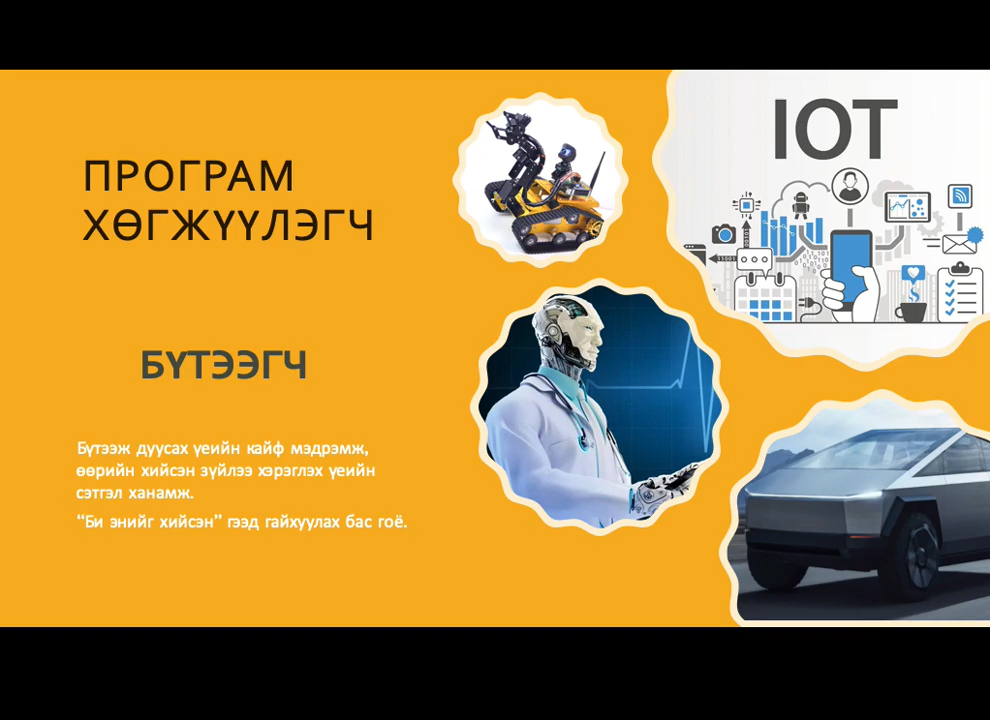 ПРОГРАМ
ХӨГЖҮҮЛЭГЧ
БҮТЭЭГЧ
Бүтээж дуусах үеийн кайф мэдрэмж,
өөрийн хийсэн зүйлээ хэрэглэх үеийн
сэтгэл ханамж.
“Би энийг хийсэн” гээд гайхуулах бас гоё.
IOT